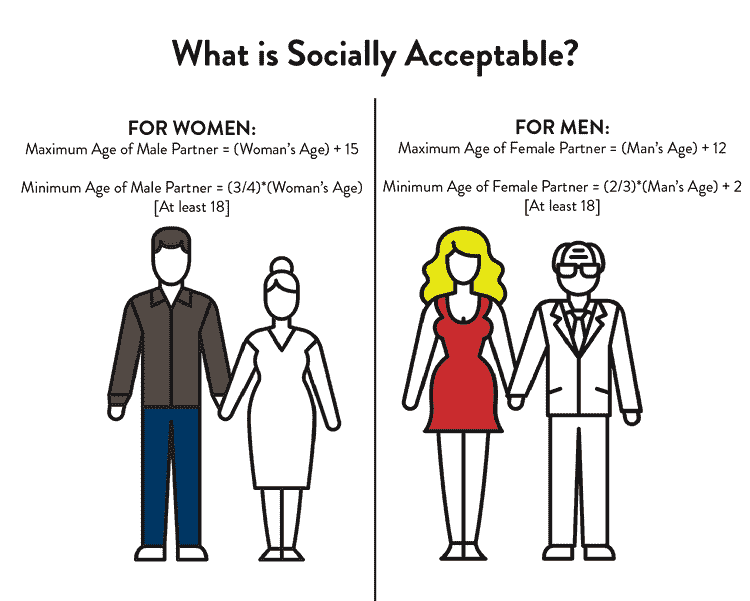 What is Socially Acceptable?
FOR WOMEN:
Maximum Age of Male Partner = (Woman's Age) + 15
Minimum Age of Male Partner = (3/4)*(Woman's Age)
[At least 18]
FOR MEN:
Maximum Age of Female Partner = (Man's Age) + 12
Minimum Age of Female Partner = (2/3)*(Man's Age) + 2
[At least 18]